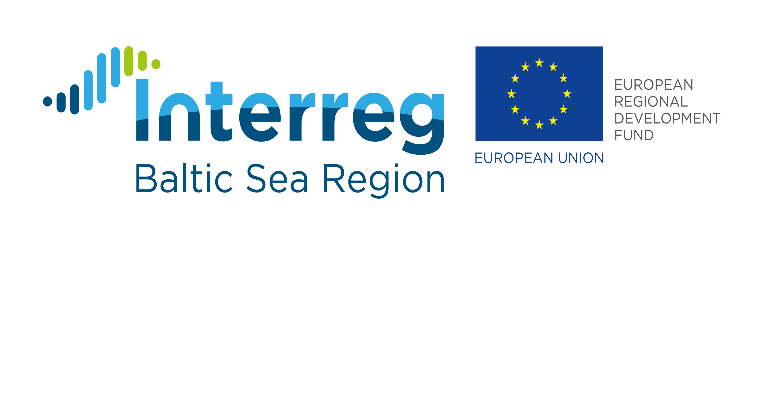 Interreg
Baltic Sea Region
EUROPEAN UNION
EUROPEAN
REGIONAL
DEVELOPMENT
FUND